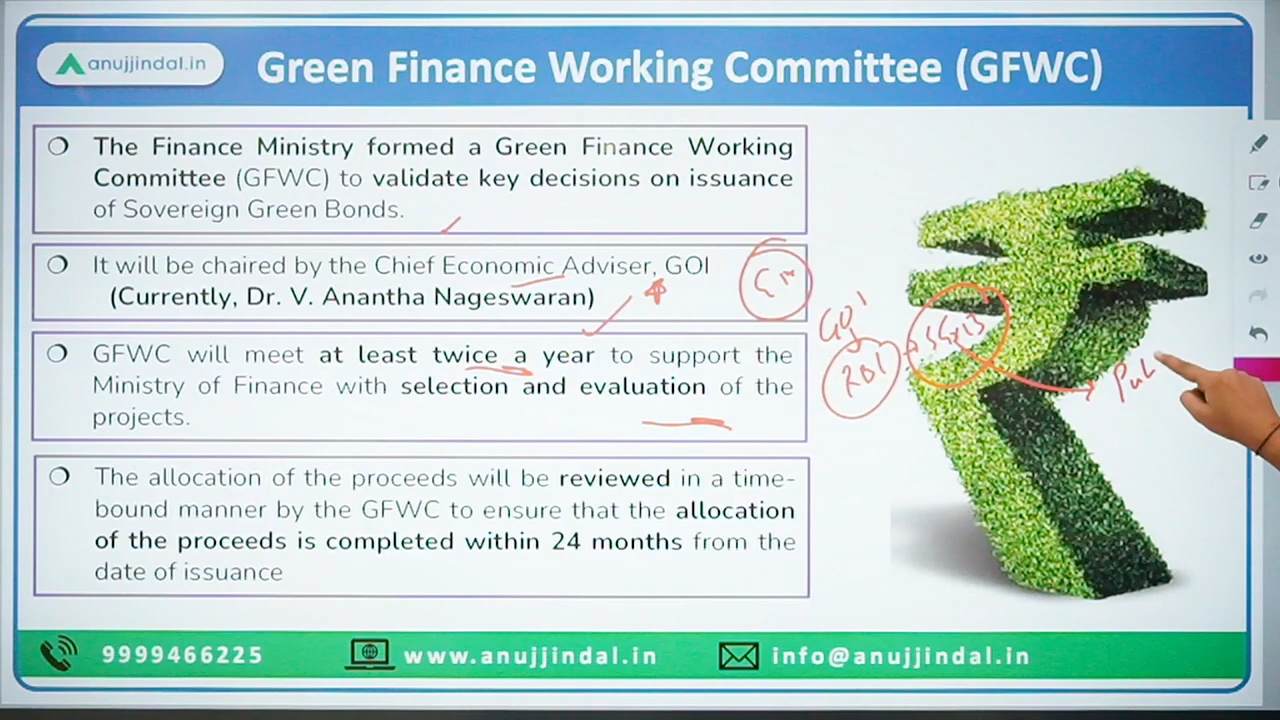 anujjindal.in
Green Finance Working Committee (GFWC)
The Finance Ministry formed a Green Finance Working
Committee (GFWC) to validate key decisions on issuance
of Sovereign Green Bonds.
It will be chaired by the Chief Economic Adviser, GOI
(Currently, Dr. V. Anantha Nageswaran)
GFWC will meet at least twice a year to support the
Ministry of Finance with selection and evaluation of the
projects.
The allocation of the proceeds will be reviewed in a time-
bound manner by the GFWC to ensure that the allocation
of the proceeds is completed within 24 months from the
date of issuance
GOI
RBI
9999466225
www.anujjindal.in
info@anujjindal.in